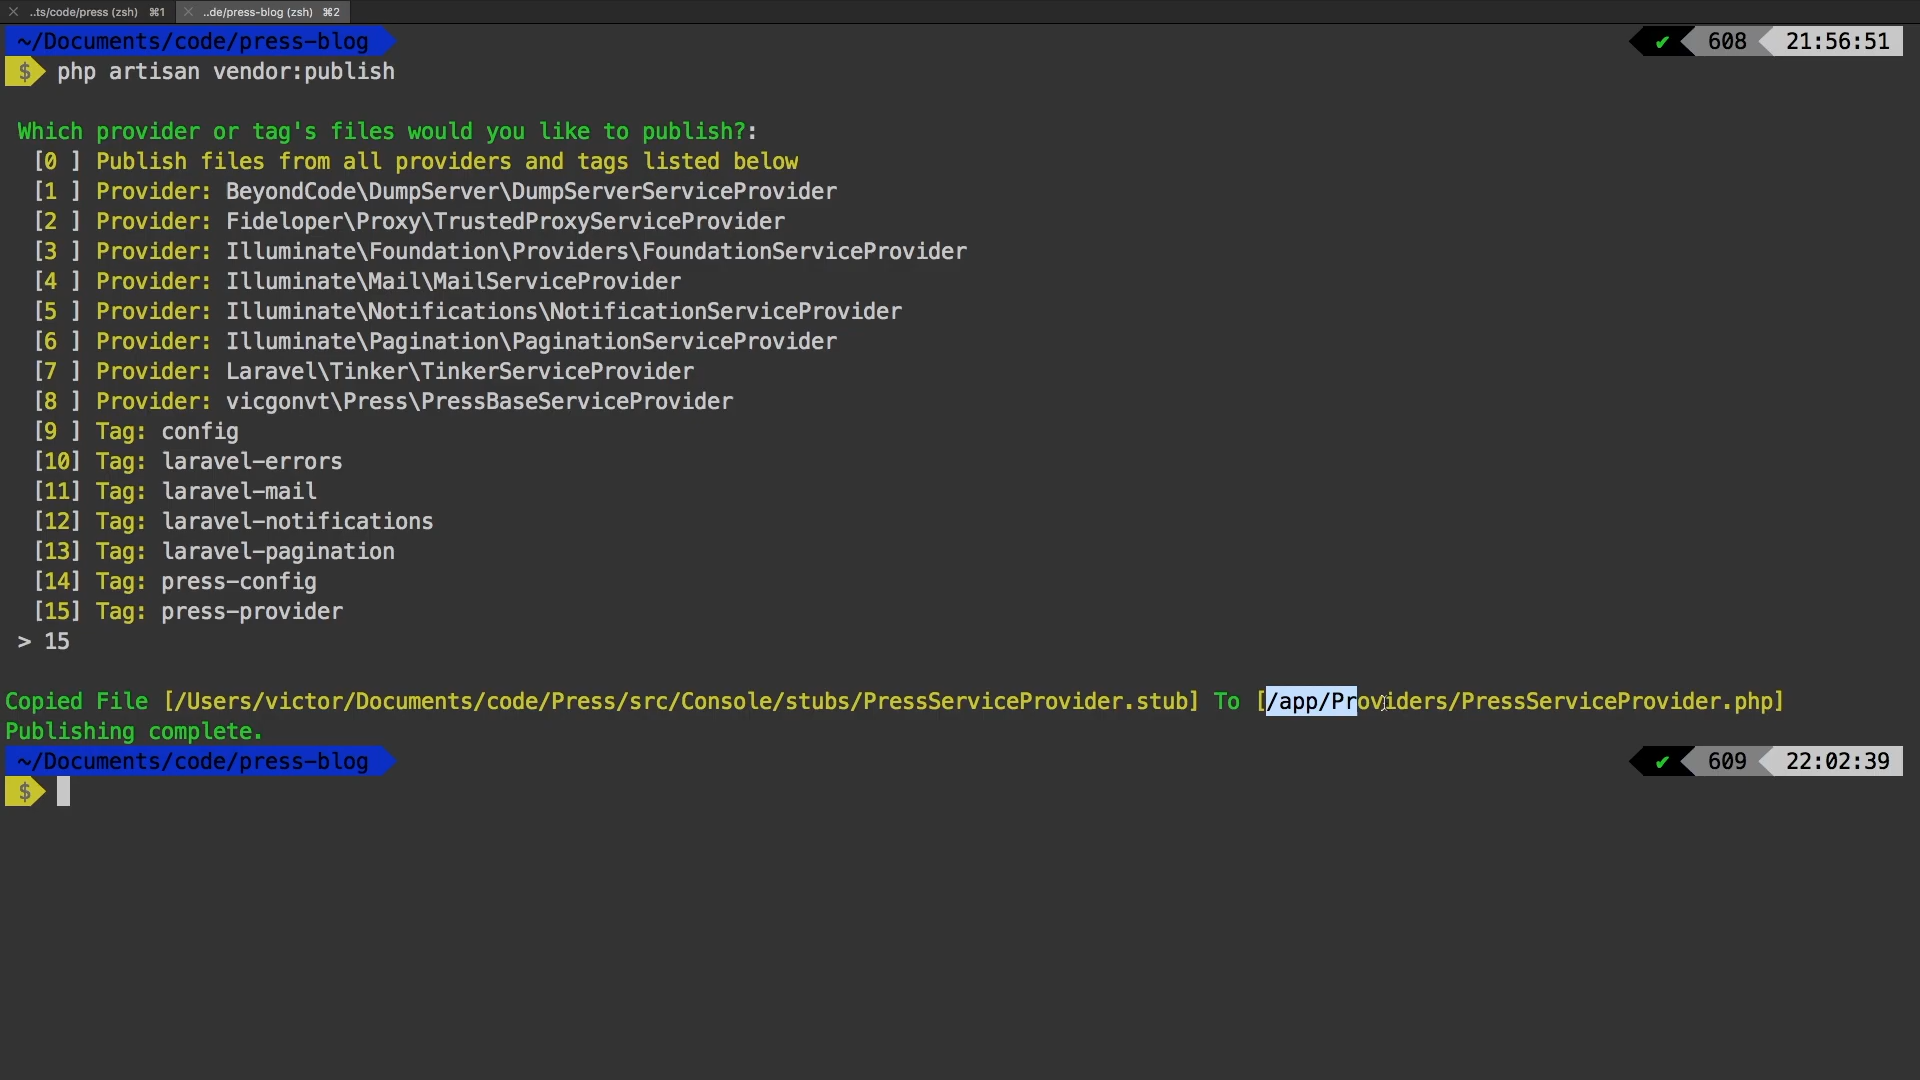 ..ts/code/press (zsh) ⌘1 ..de/press-blog (zsh) ⌘2
~/Documents/code/press-blog ✔ 608 21:56:51
$ php artisan vendor:publish
Which provider or tag's files would you like to publish?:
[0 ] Publish files from all providers and tags listed below
[1 ] Provider: BeyondCode\DumpServer\DumpServerServiceProvider
[2 ] Provider: Fideloper\Proxy\TrustedProxyServiceProvider
[3 ] Provider: Illuminate\Foundation\Providers\FoundationServiceProvider
[4 ] Provider: Illuminate\Mail\MailServiceProvider
[5 ] Provider: Illuminate\Notifications\NotificationServiceProvider
[6 ] Provider: Illuminate\Pagination\PaginationServiceProvider
[7 ] Provider: Laravel\Tinker\TinkerServiceProvider
[8 ] Provider: vicgonvt\Press\PressBaseServiceProvider
[9 ] Tag: config
[10] Tag: laravel-errors
[11] Tag: laravel-mail
[12] Tag: laravel-notifications
[13] Tag: laravel-pagination
[14] Tag: press-config
[15] Tag: press-provider
> 15
Copied File [/Users/victor/Documents/code/Press/src/Console/stubs/PressServiceProvider.stub] To [/app/Providers/PressServiceProvider.php]
Publishing complete.
~/Documents/code/press-blog ✔ 609 22:02:39
$